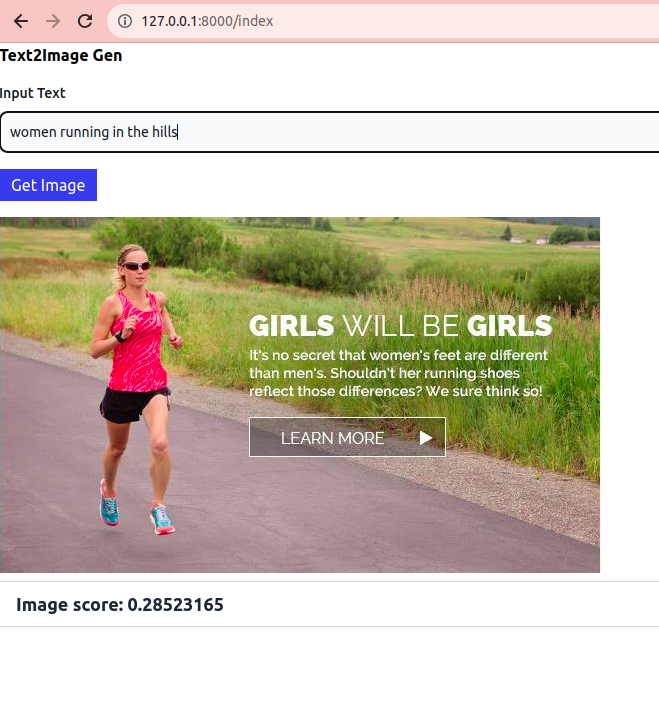 127.0.0.1:8000/index
Text2Image Gen
Input Text
women running in the hills
Get Image
GIRLS WILL BE GIRLS
It's no secret that women's feet are different
than men's. Shouldn't her running shoes
reflect those differences? We sure think so!
LEARN MORE
Image score: 0.28523165